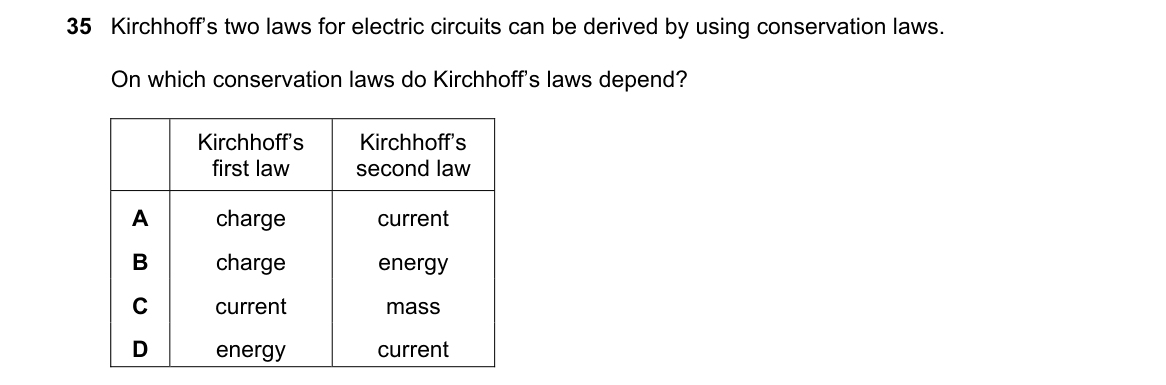 35 Kirchhoff’s two laws for electric circuits can be derived by using conservation laws.
On which conservation laws do Kirchhoff’s laws depend?
Kirchhoff’s first law Kirchhoff’s second law
A charge current
B charge energy
C current mass
D energy current